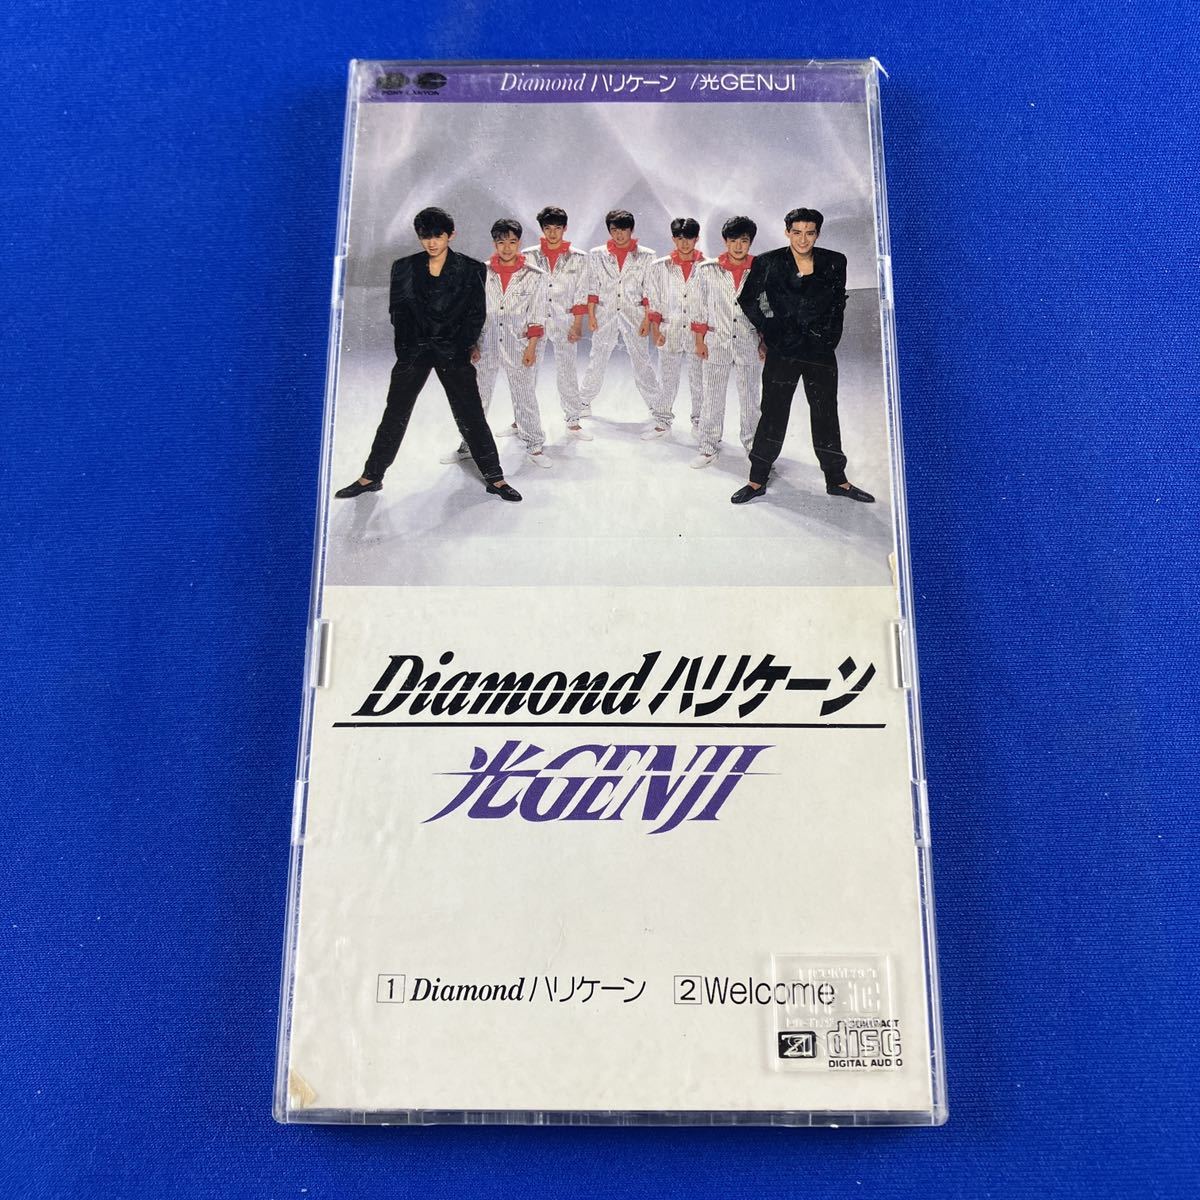 PONY CANYON
Diamond ハリケーン /光GENJI
Diamond ハリケーン
光GENJI
1 Diamond ハリケーン 2 Welcome
COMPACT
disc
DIGITAL AUDIO